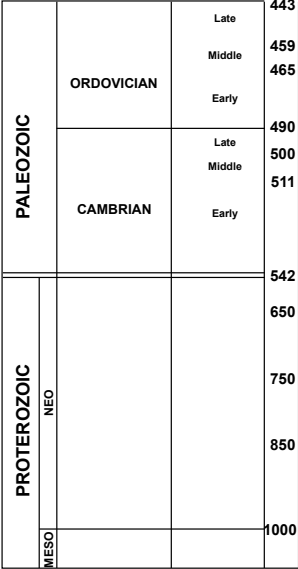 443
Late
459
Middle
465
ORDOVICIAN
Early
490
Late
500
Middle
511
PALEOZOIC
CAMBRIAN
Early
542
650
750
PROTEROZOIC
NEO
850
1000
MESO